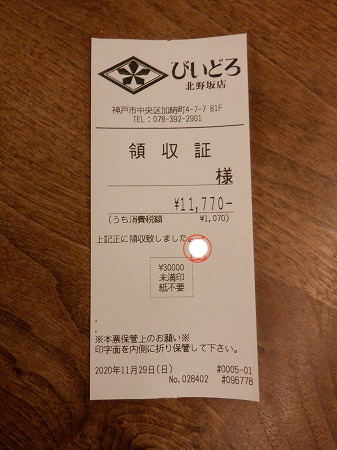 びいどろ
北野坂店
神戸市中央区加納町4-7-7 B1F
TEL：078-392-2901
領 収 証
様
¥11,770-
(うち消費税額 ¥1,070)
上記正に領収致しました。
¥30000
未満印
紙不要
.
.
※本票保管上のお願い※
印字面を内側に折り保管して下さい。
2020年11月29日(日) #0005-01
No.028402 #096778